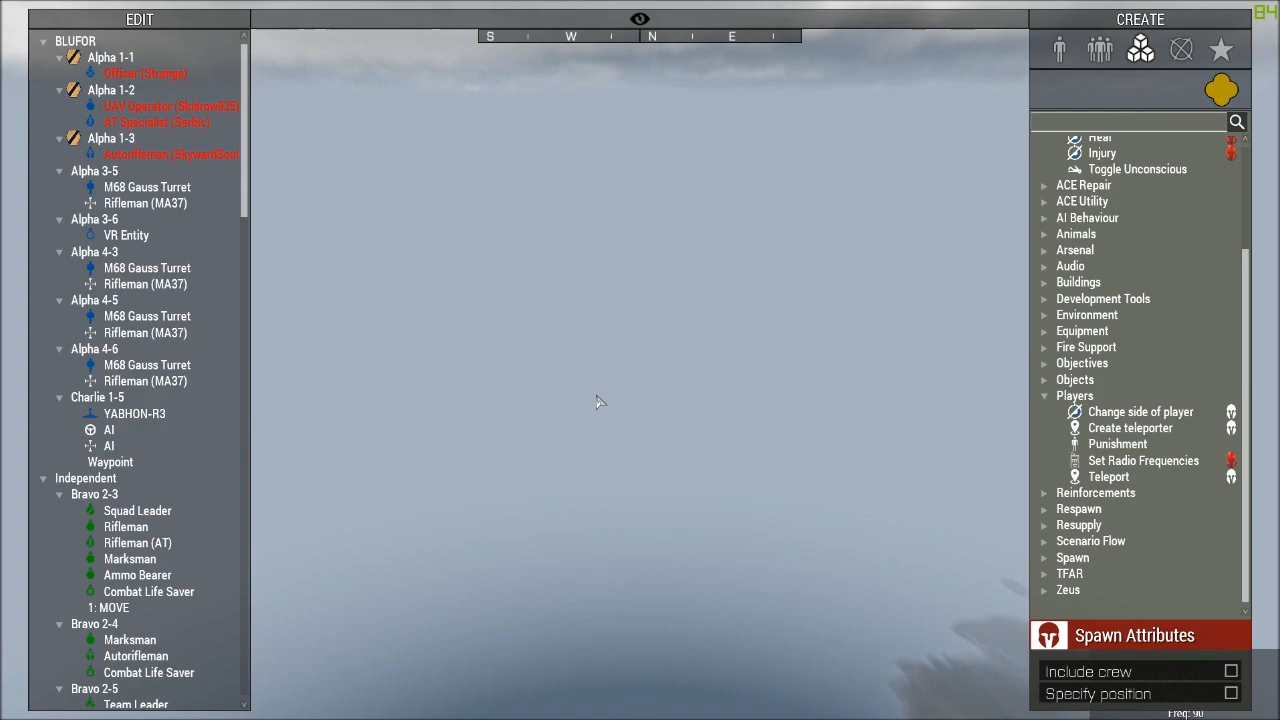 84
EDIT
BLUFOR
Alpha 1-1
Officer (Strange)
Alpha 1-2
UAV Operator (Skidrow925)
AT Specialist (Serbic)
Alpha 1-3
Autorifleman (SkywardSoul
Alpha 3-5
M68 Gauss Turret
Rifleman (MA37)
Alpha 3-6
VR Entity
Alpha 4-3
M68 Gauss Turret
Rifleman (MA37)
Alpha 4-5
M68 Gauss Turret
Rifleman (MA37)
Alpha 4-6
M68 Gauss Turret
Rifleman (MA37)
Charlie 1-5
YABHON-R3
AI
AI
Waypoint
Independent
Bravo 2-3
Squad Leader
Rifleman
Rifleman (AT)
Marksman
Ammo Bearer
Combat Life Saver
1: MOVE
Bravo 2-4
Marksman
Autorifleman
Combat Life Saver
Bravo 2-5
Team Leader
S W N E
CREATE
Heal
Injury
Toggle Unconscious
ACE Repair
ACE Utility
AI Behaviour
Animals
Arsenal
Audio
Buildings
Development Tools
Environment
Equipment
Fire Support
Objectives
Objects
Players
Change side of player
Create teleporter
Punishment
Set Radio Frequencies
Teleport
Reinforcements
Respawn
Resupply
Scenario Flow
Spawn
TFAR
Zeus
Spawn Attributes
Include crew
Specify position
Freq: 90